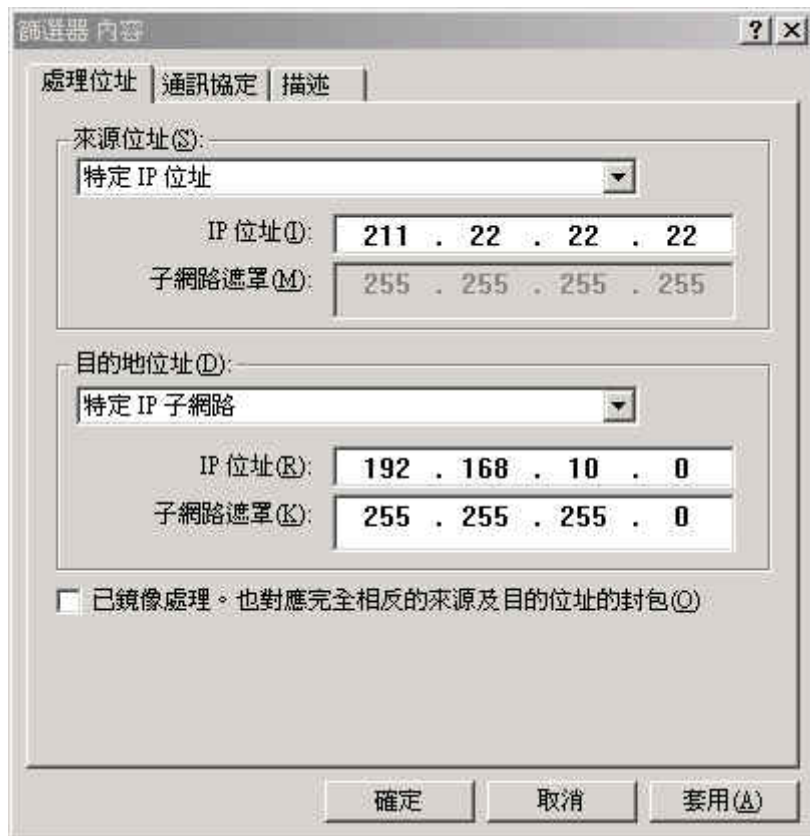 篩選器 內容
處理位址 通訊協定 描述
來源位址(S):
特定 IP 位址
IP 位址(I): 211 . 22 . 22 . 22
子網路遮罩(M): 255 . 255 . 255 . 255
目的地位址(D):
特定 IP 子網路
IP 位址(R): 192 . 168 . 10 . 0
子網路遮罩(K): 255 . 255 . 255 . 0
已鏡像處理。也對應完全相反的來源及目的位址的封包(O)
確定 取消 套用(A)